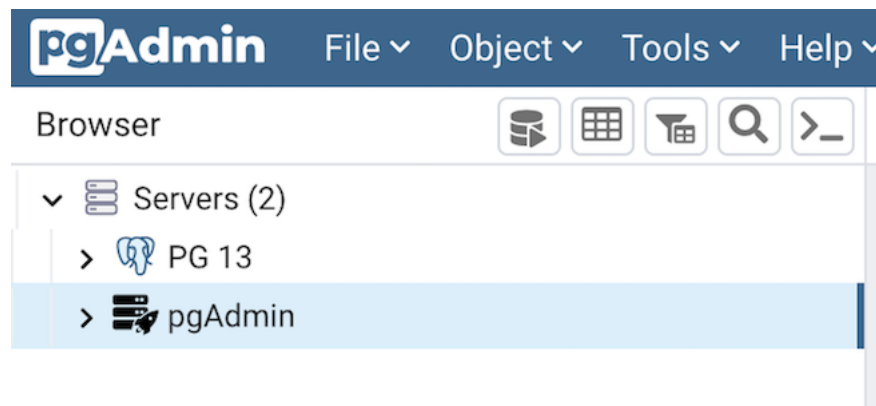 pgAdmin File Object Tools Help
Browser
Servers (2)
PG 13
pgAdmin